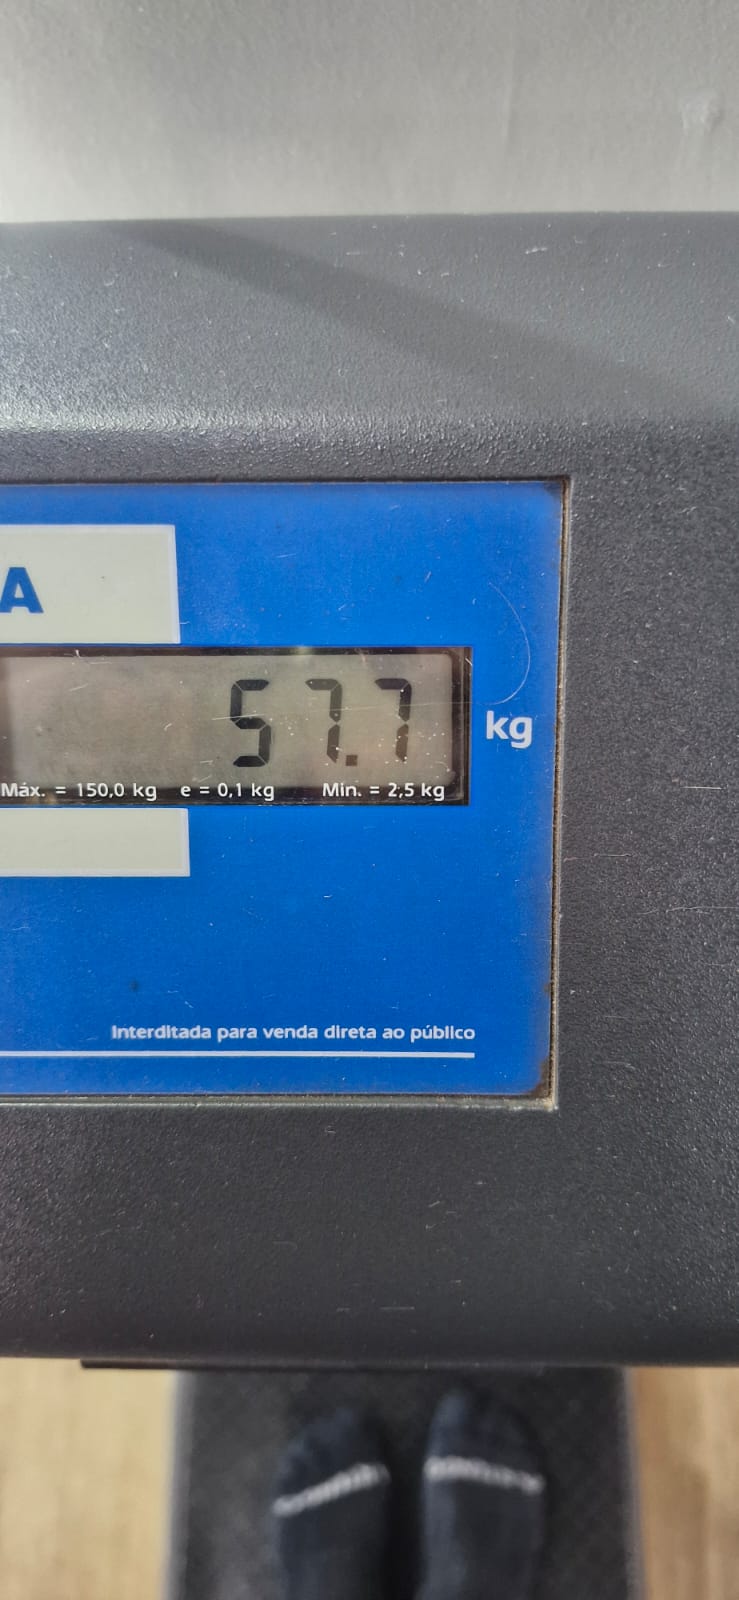 A
57.7
kg
Máx. = 150,0 kg e = 0,1 kg Mín. = 2,5 kg
Interditada para venda direta ao público